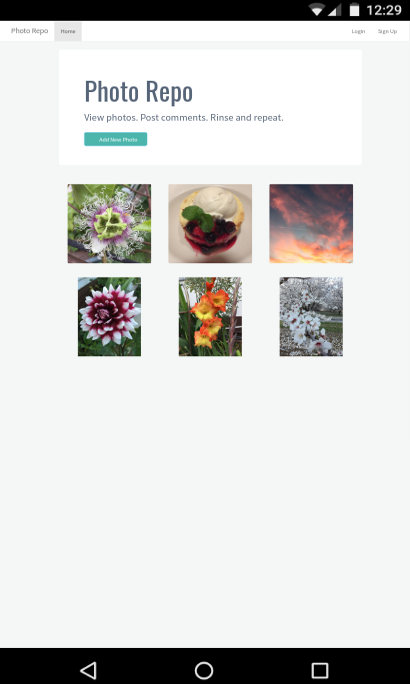 12:29
Photo Repo Home Login Sign Up
Photo Repo
View photos. Post comments. Rinse and repeat.
Add New Photo